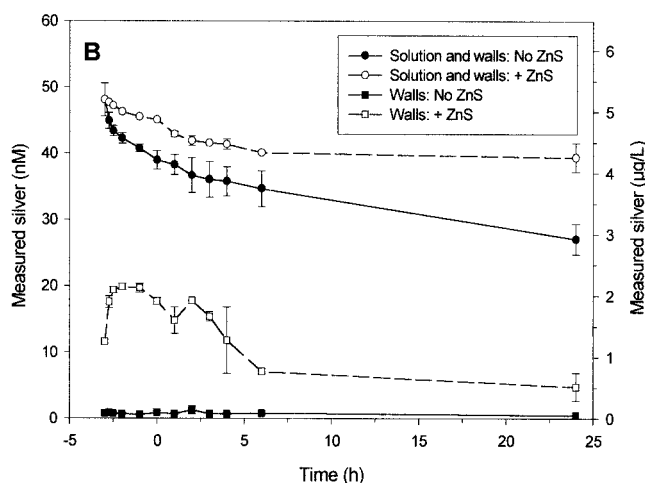 B
Solution and walls: No ZnS
Solution and walls: + ZnS
Walls: No ZnS
Walls: + ZnS
Measured silver (nM)
60
50
40
30
20
10
0
Measured silver (µg/L)
6
5
4
3
2
1
0
-5 0 5 10 15 20 25
Time (h)